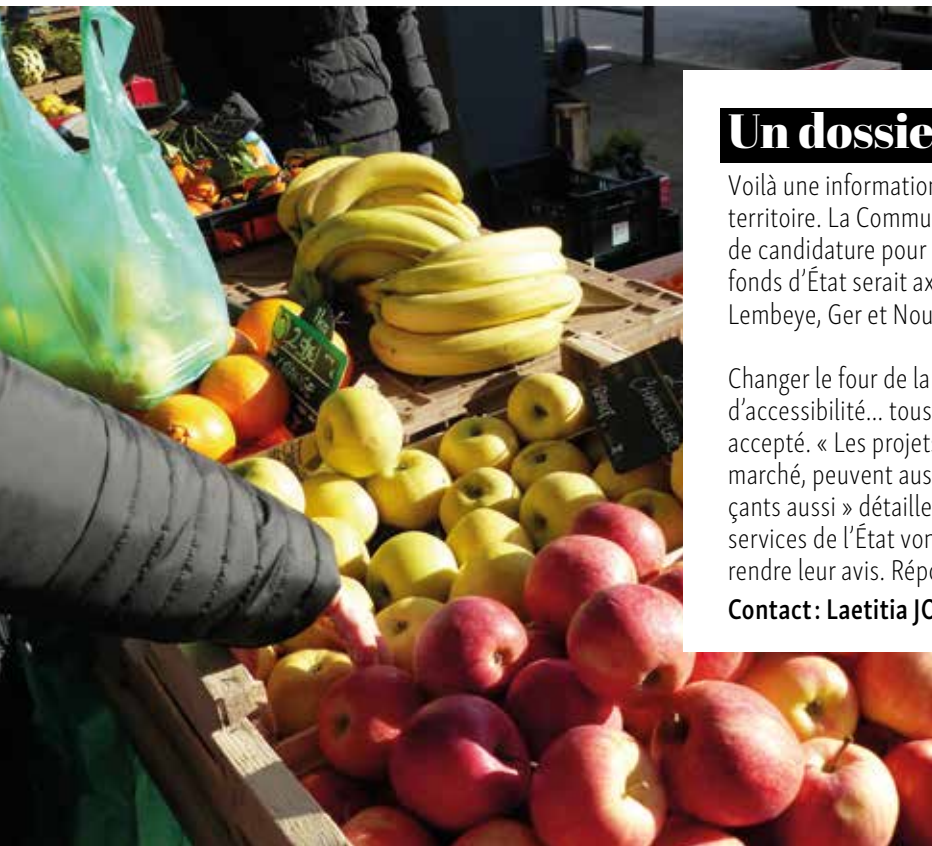 Un dossie
Voilà une information
territoire. La Commu
de candidature pour
fonds d'État serait ax
Lembeye, Ger et Nou
Changer le four de la
d'accessibilité... tous
accepté. « Les projet
marché, peuvent aus
çants aussi » détaille
services de l'État von
rendre leur avis. Répo
Contact : Laetitia JO